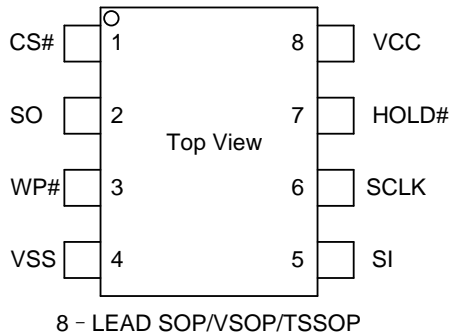 CS# 1 8 VCC
SO 2 7 HOLD#
Top View
WP# 3 6 SCLK
VSS 4 5 SI
8 - LEAD SOP/VSOP/TSSOP